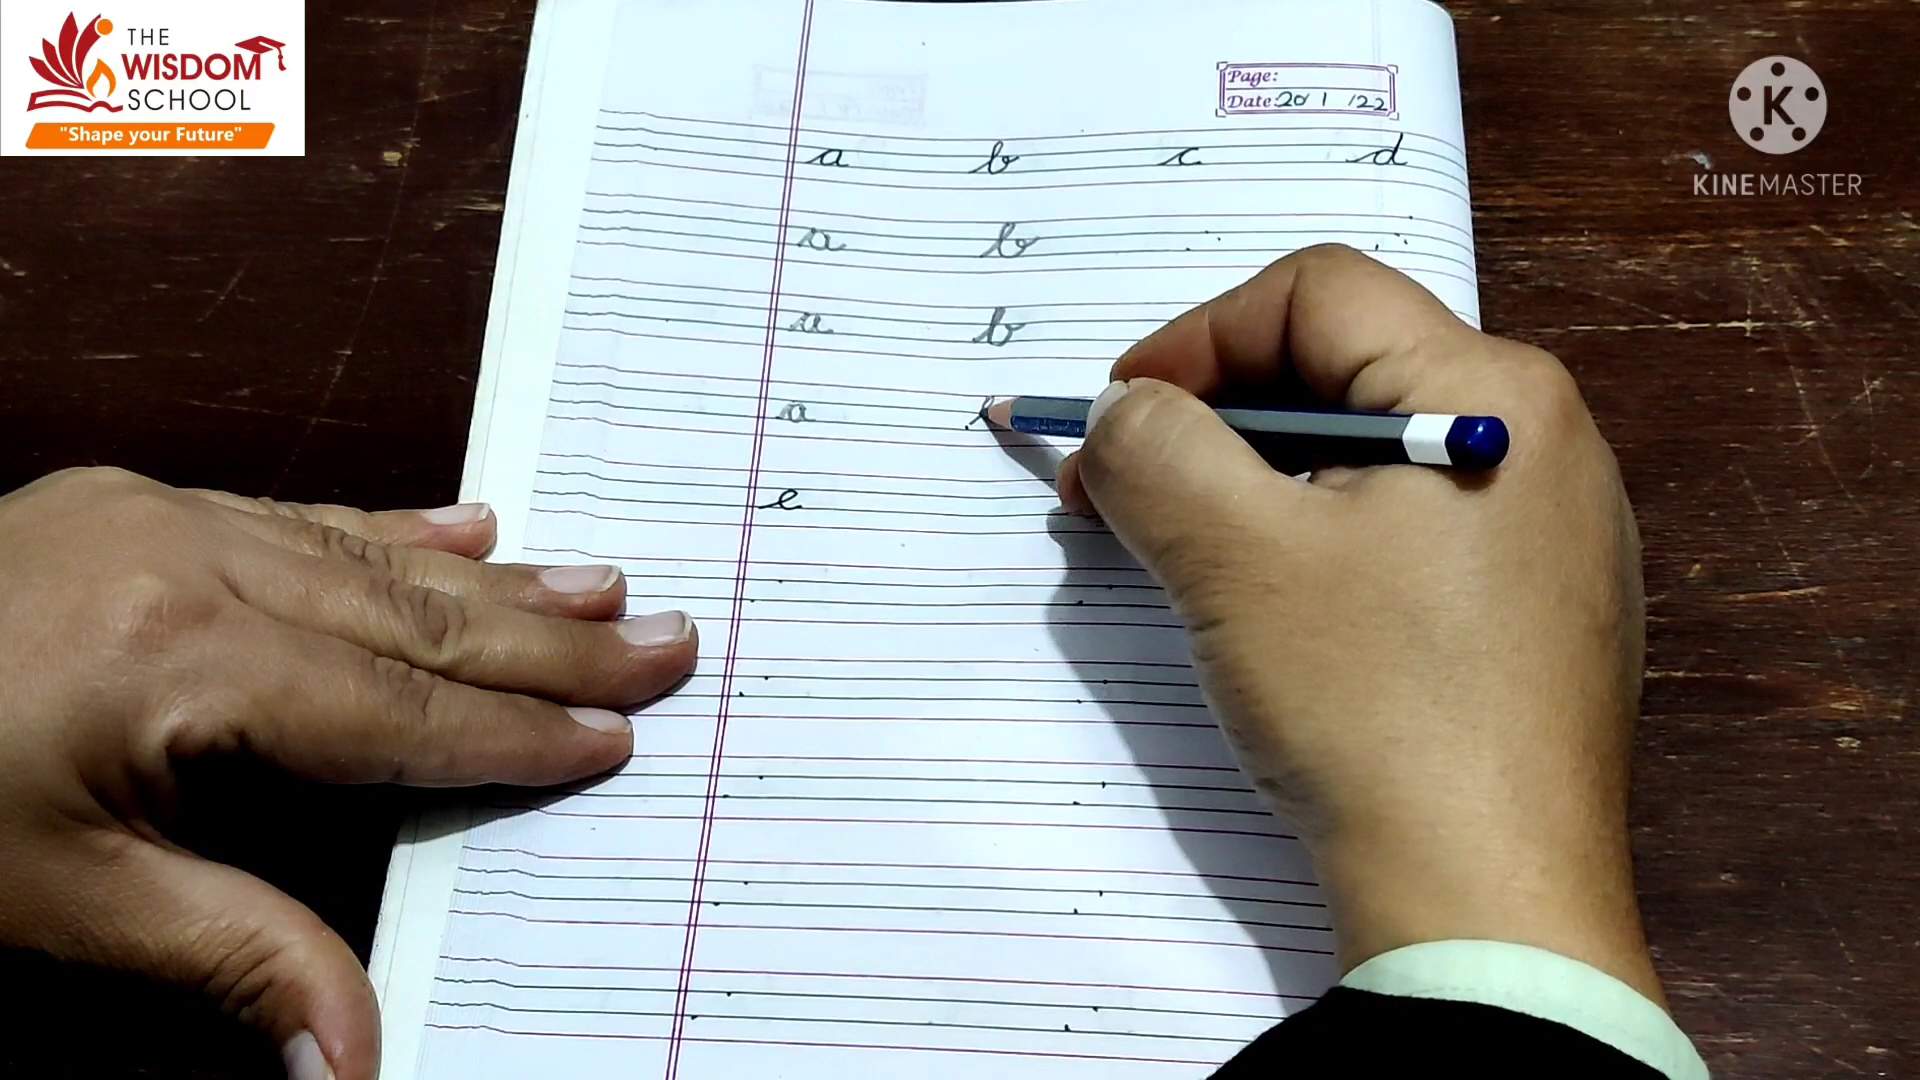 THE
WISDOM
SCHOOL
"Shape your Future"
Page:
Date: 20 1 /22
K
KINEMASTER
a b c d
a b
a b
a
e